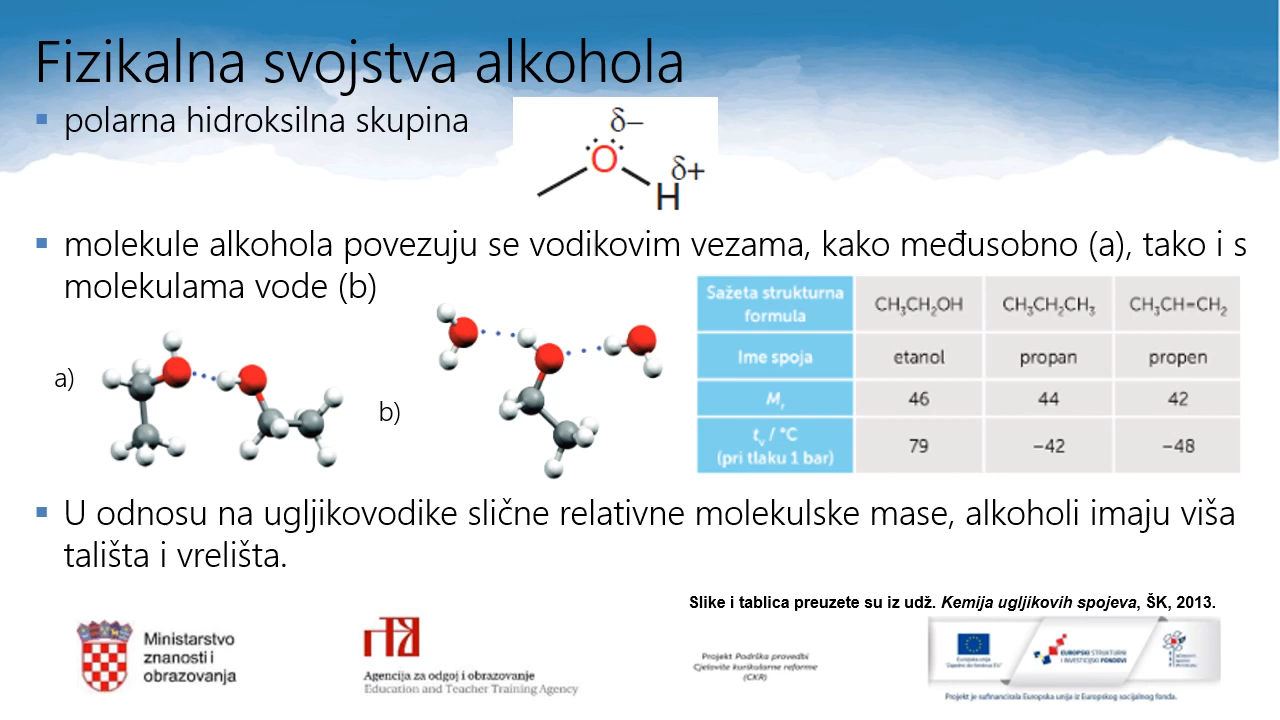 Fizikalna svojstva alkohola
▪ polarna hidroksilna skupina
δ–
O
δ+
H
▪ molekule alkohola povezuju se vodikovim vezama, kako međusobno (a), tako i s
molekulama vode (b)
a)
b)
Sažeta strukturna formula CH₃CH₂OH CH₃CH₂CH₃ CH₃CH=CH₂
Ime spoja etanol propan propen
Mᵣ 46 44 42
tᵥ / °C (pri tlaku 1 bar) 79 −42 −48
▪ U odnosu na ugljikovodike slične relativne molekulske mase, alkoholi imaju viša
tališta i vrelišta.
Slike i tablica preuzete su iz udž. Kemija ugljikovih spojeva, ŠK, 2013.
Ministarstvo
znanosti i
obrazovanja
Agencija za odgoj i obrazovanje
Education and Teacher Training Agency
Projekt Podrška provedbi
Cjelovite kurikularne reforme
(CKR)
Europska unija
EUROPSKI STRUKTURNI
I INVESTICIJSKI FONDOVI
Projekt je sufinancirala Europska unija iz Europskog socijalnog fonda.